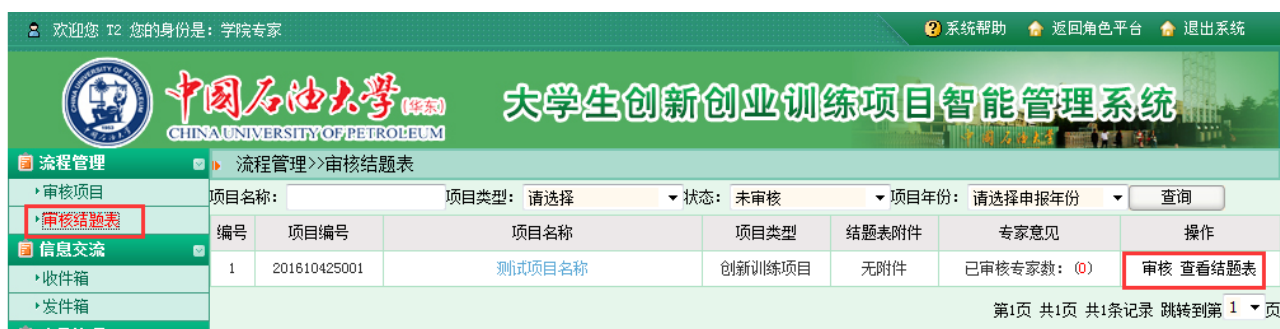 欢迎您 T2 您的身份是：学院专家 系统帮助 返回角色平台 退出系统
中国石油大学(华东) 大学生创新创业训练项目智能管理系统
CHINA UNIVERSITY OF PETROLEUM
流程管理 流程管理>>审核结题表
审核项目 项目名称： 项目类型： 请选择 状态： 未审核 项目年份： 请选择申报年份 查询
审核结题表 编号 项目编号 项目名称 项目类型 结题表附件 专家意见 操作
信息交流
收件箱 1 201610425001 测试项目名称 创新训练项目 无附件 已审核专家数：(0) 审核 查看结题表
发件箱 第1页 共1页 共1条记录 跳转到第 1 页